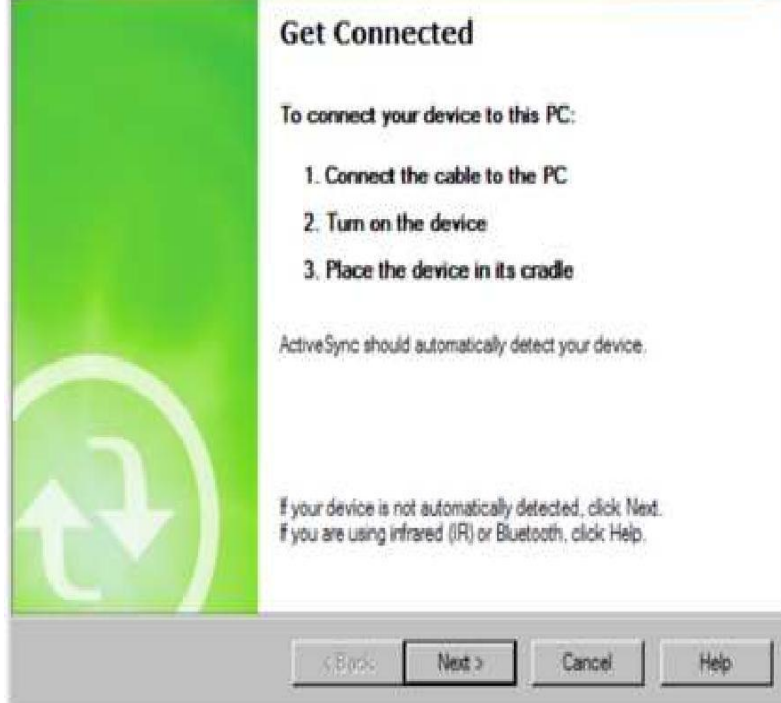 Get Connected
To connect your device to this PC:
1. Connect the cable to the PC
2. Turn on the device
3. Place the device in its cradle
ActiveSync should automatically detect your device.
If your device is not automatically detected, click Next.
If you are using infrared (IR) or Bluetooth, click Help.
< Back
Next >
Cancel
Help